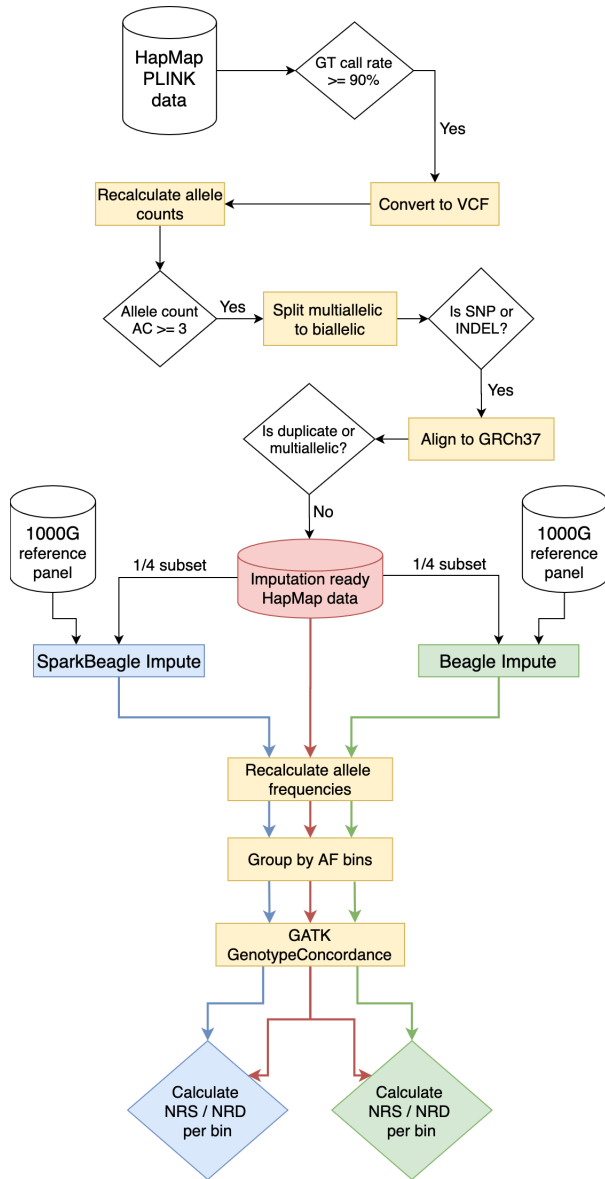 HapMap
PLINK
data
GT call rate
>= 90%
Yes
Recalculate allele
counts
Convert to VCF
Allele count
AC >= 3
Yes
Split multiallelic
to biallelic
Is SNP or
INDEL?
Yes
Is duplicate or
multiallelic?
Align to GRCh37
No
1000G
reference
panel
1/4 subset
Imputation ready
HapMap data
1/4 subset
1000G
reference
panel
SparkBeagle Impute
Beagle Impute
Recalculate allele
frequencies
Group by AF bins
GATK
GenotypeConcordance
Calculate
NRS / NRD
per bin
Calculate
NRS / NRD
per bin